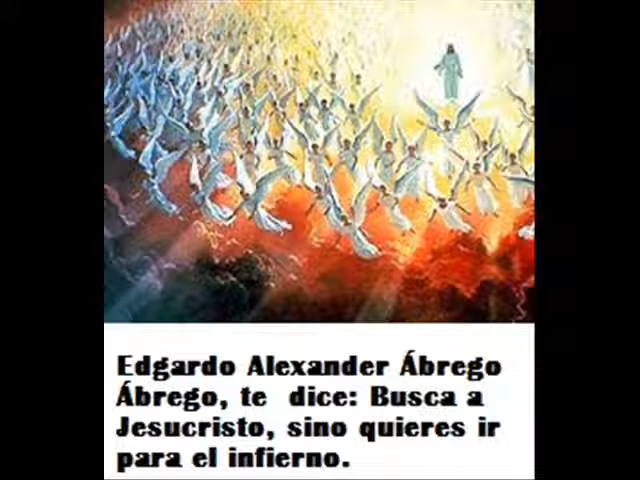 Edgardo Alexander Ábrego
Ábrego, te dice: Busca a
Jesucristo, sino quieres ir
para el infierno.